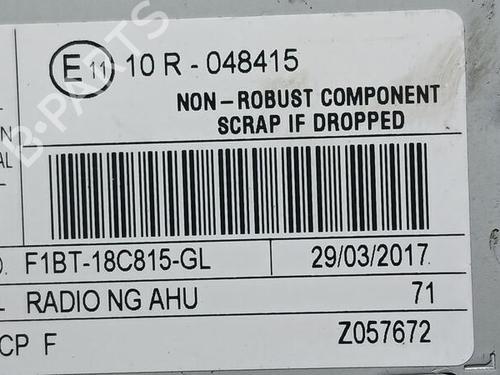 E 11 10 R - 048415
NON-ROBUST COMPONENT
SCRAP IF DROPPED
F1BT-18C815-GL 29/03/2017
RADIO NG AHU 71
CP F Z057672
B-PARTS